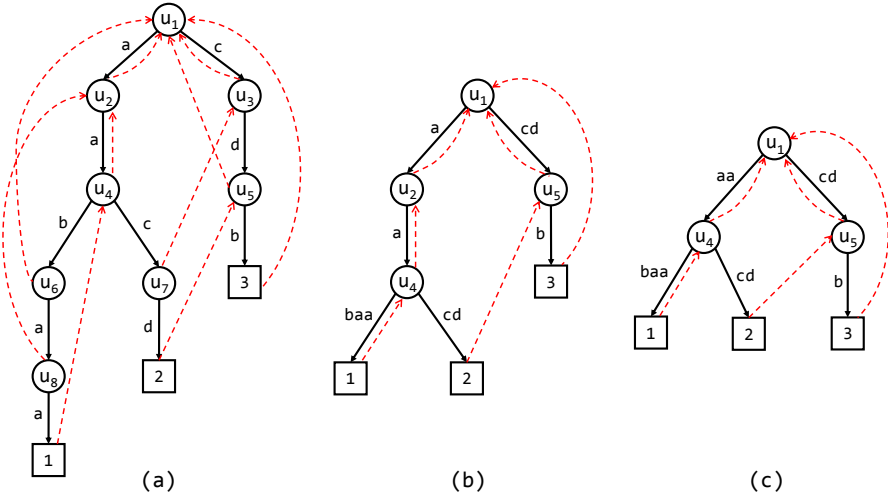 u1
a c
u2 u3
a d
u4 u5
b c b
u6 u7 3
a d
u8 2
a
1
(a)
u1
a cd
u2 u5
a b
u4 3
baa cd
1 2
(b)
u1
aa cd
u4 u5
baa cd b
1 2 3
(c)